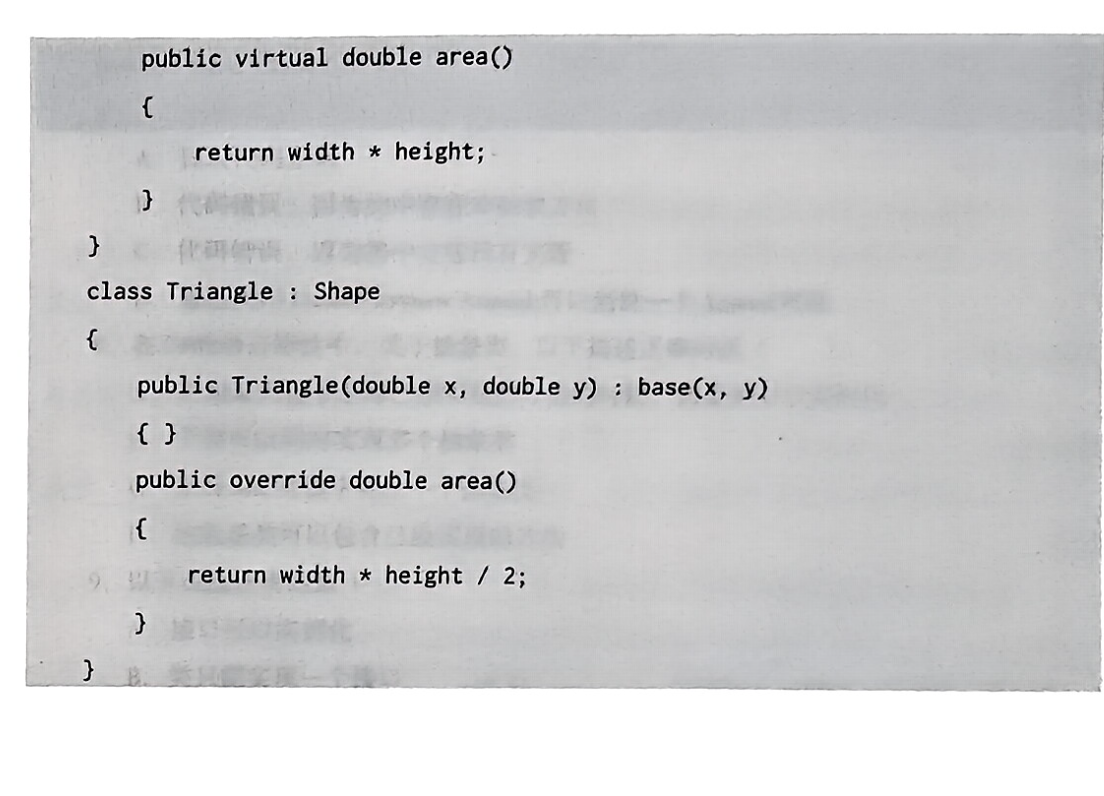 public virtual double area()
{
return width * height;
}
}
class Triangle : Shape
{
public Triangle(double x, double y) : base(x, y)
{ }
public override double area()
{
return width * height / 2;
}
}